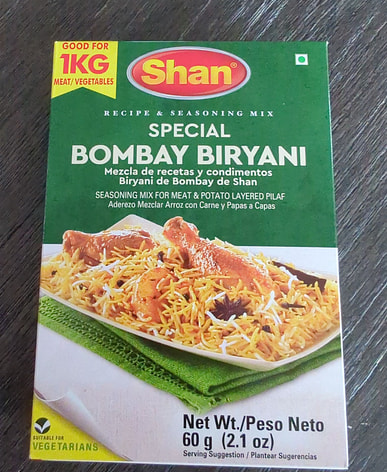 GOOD FOR
1KG
MEAT/ VEGETABLES
Shan®
RECIPE & SEASONING MIX
SPECIAL
BOMBAY BIRYANI
Mezcla de recetas y condimentos
Biryani de Bombay de Shan
SEASONING MIX FOR MEAT & POTATO LAYERED PILAF
Aderezo Mezclar Arroz con Carne y Papas a Capas
SUITABLE FOR
VEGETARIANS
Net Wt./Peso Neto
60 g (2.1 oz)
Serving Suggestion / Plantear Sugerencias